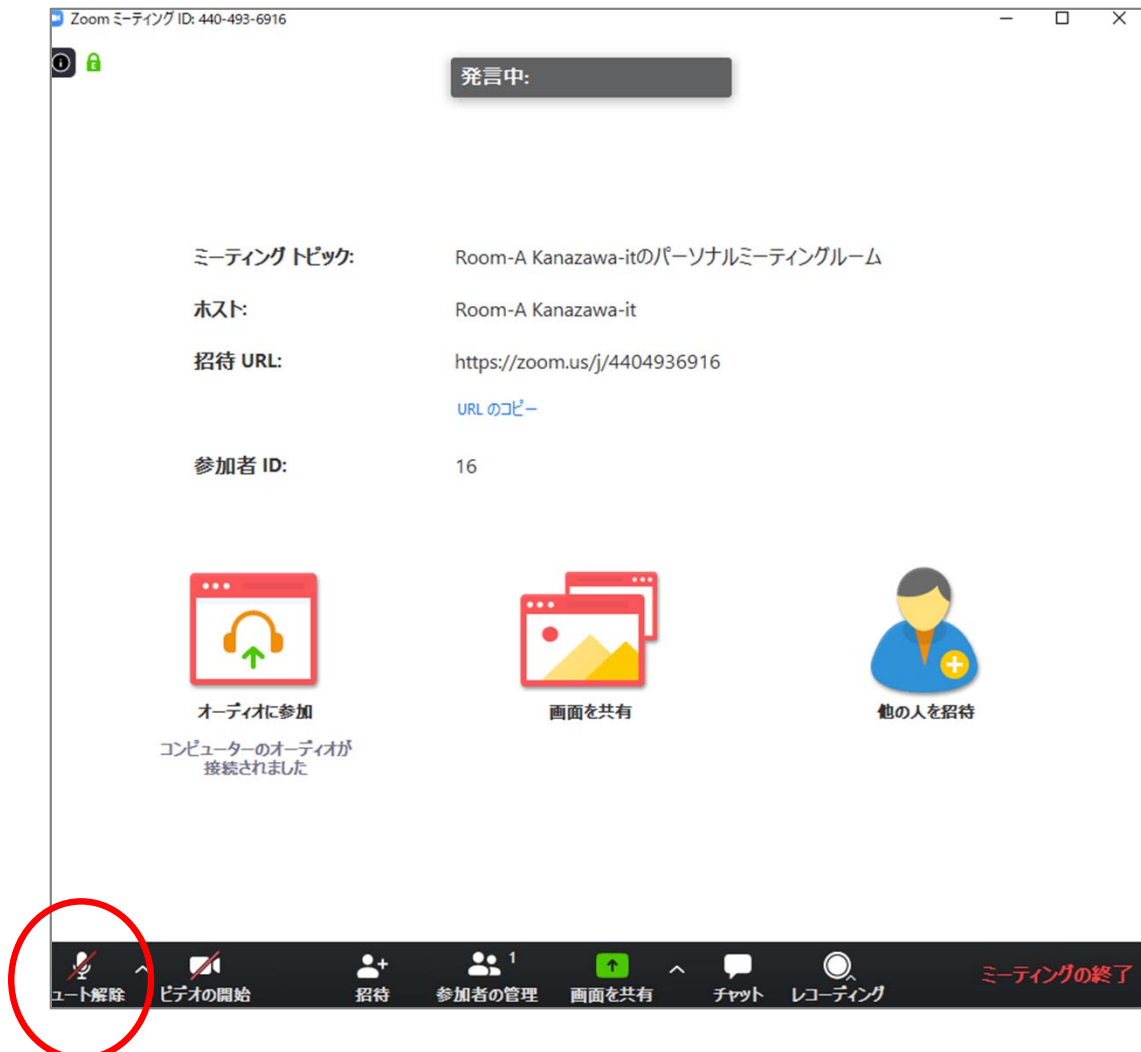 Zoom ミーティング ID: 440-493-6916
発言中:
ミーティング トピック: Room-A Kanazawa-itのパーソナルミーティングルーム
ホスト: Room-A Kanazawa-it
招待 URL: https://zoom.us/j/4404936916
URL のコピー
参加者 ID: 16
オーディオに参加 画面を共有 他の人を招待
コンピューターのオーディオが
接続されました
ュート解除 ビデオの開始 招待 参加者の管理 1 画面を共有 チャット レコーディング ミーティングの終了